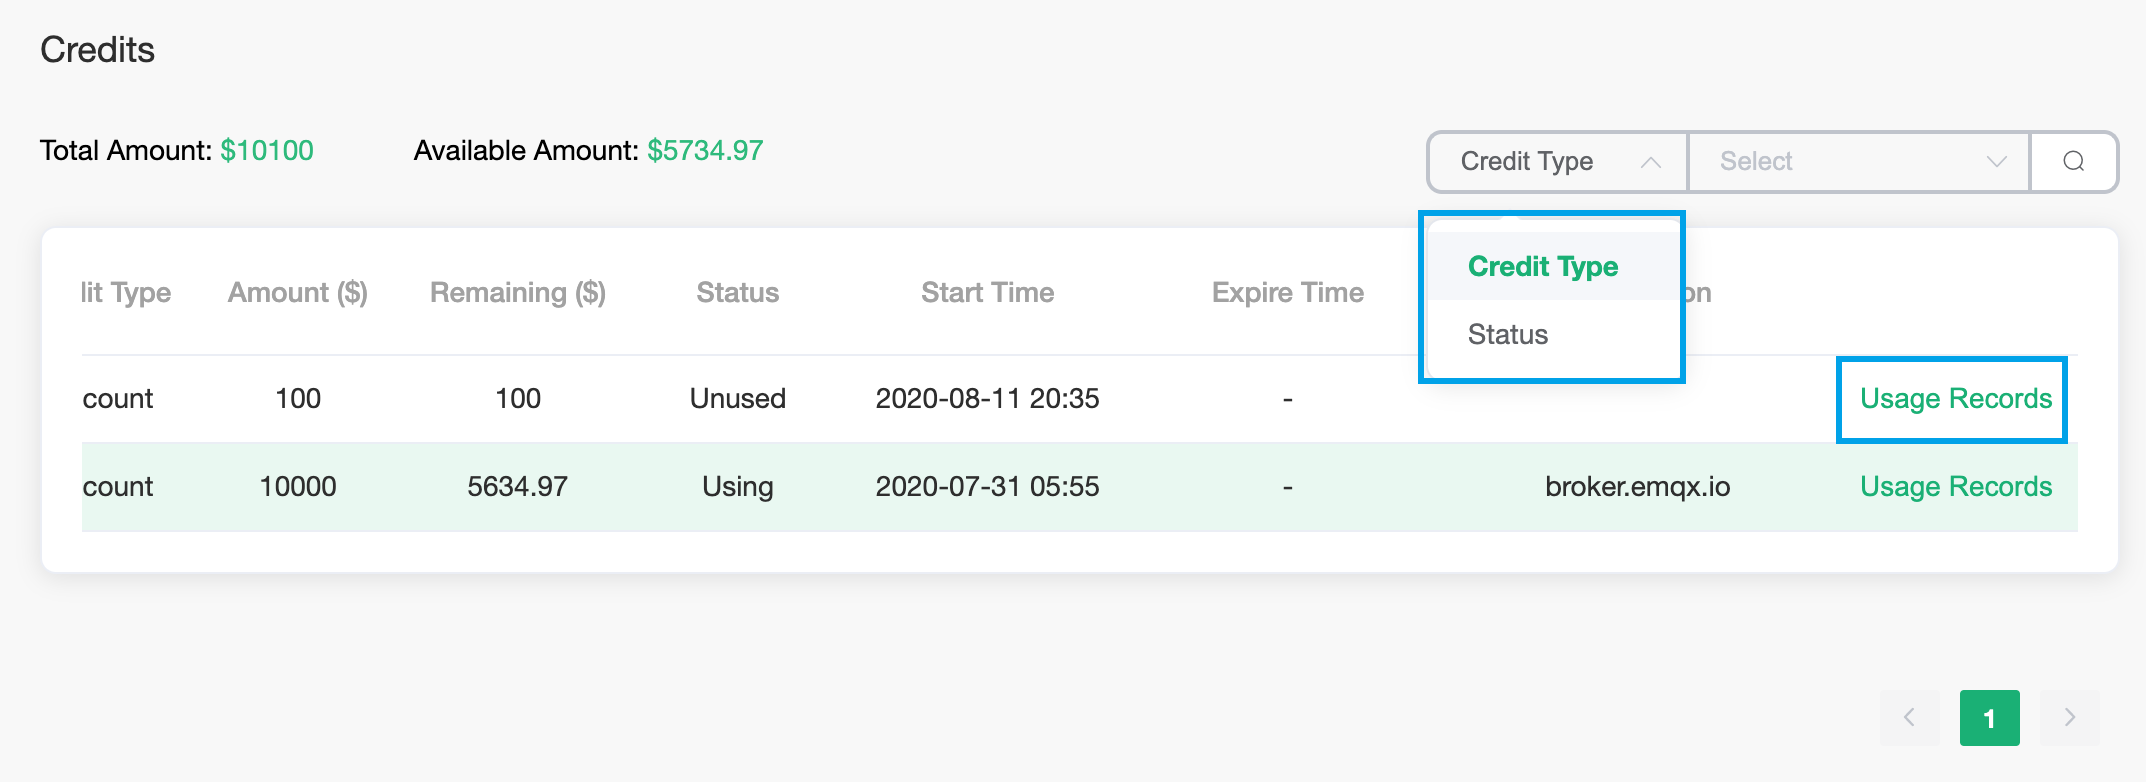 Credits
Total Amount: $10100 Available Amount: $5734.97 Credit Type Select
Credit Type
Status
lit Type Amount ($) Remaining ($) Status Start Time Expire Time on
count 100 100 Unused 2020-08-11 20:35 - Usage Records
count 10000 5634.97 Using 2020-07-31 05:55 - broker.emqx.io Usage Records
1